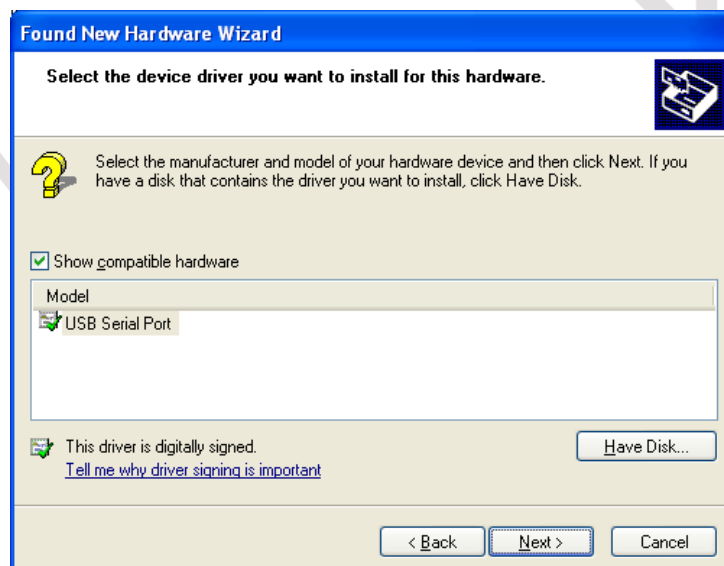 Found New Hardware Wizard
Select the device driver you want to install for this hardware.
Select the manufacturer and model of your hardware device and then click Next. If you
have a disk that contains the driver you want to install, click Have Disk.
Show compatible hardware
Model
USB Serial Port
This driver is digitally signed.
Have Disk...
Tell me why driver signing is important
< Back
Next >
Cancel